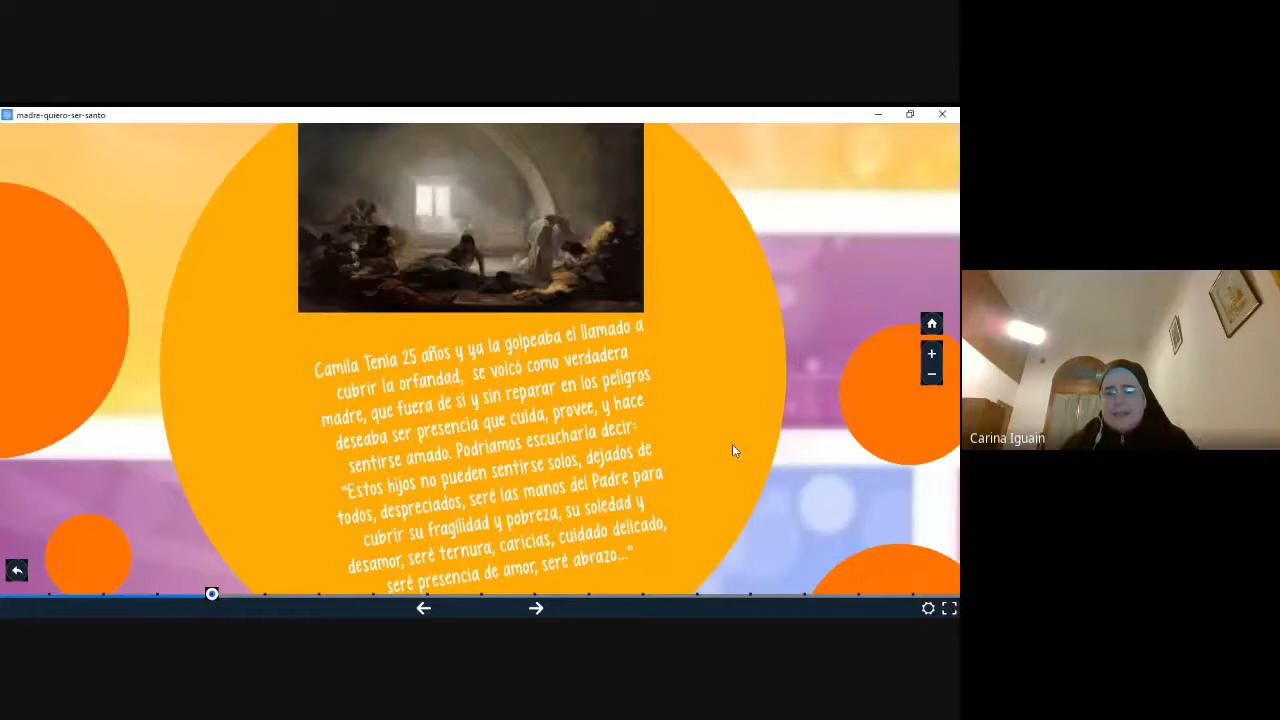 madre-quiero-ser-santo
Camila Tenía 25 años y ya la golpeaba el llamado a
cubrir la orfandad, se volcó como verdadera
madre, que fuera de sí y sin reparar en los peligros
deseaba ser presencia que cuida, provee, y hace
sentirse amado. Podríamos escucharla decir:
"Estos hijos no pueden sentirse solos, dejados de
todos, despreciados, seré las manos del Padre para
cubrir su fragilidad y pobreza, su soledad y
desamor, seré ternura, caricias, cuidado delicado,
seré presencia de amor, seré abrazo..."
Carina Iguain